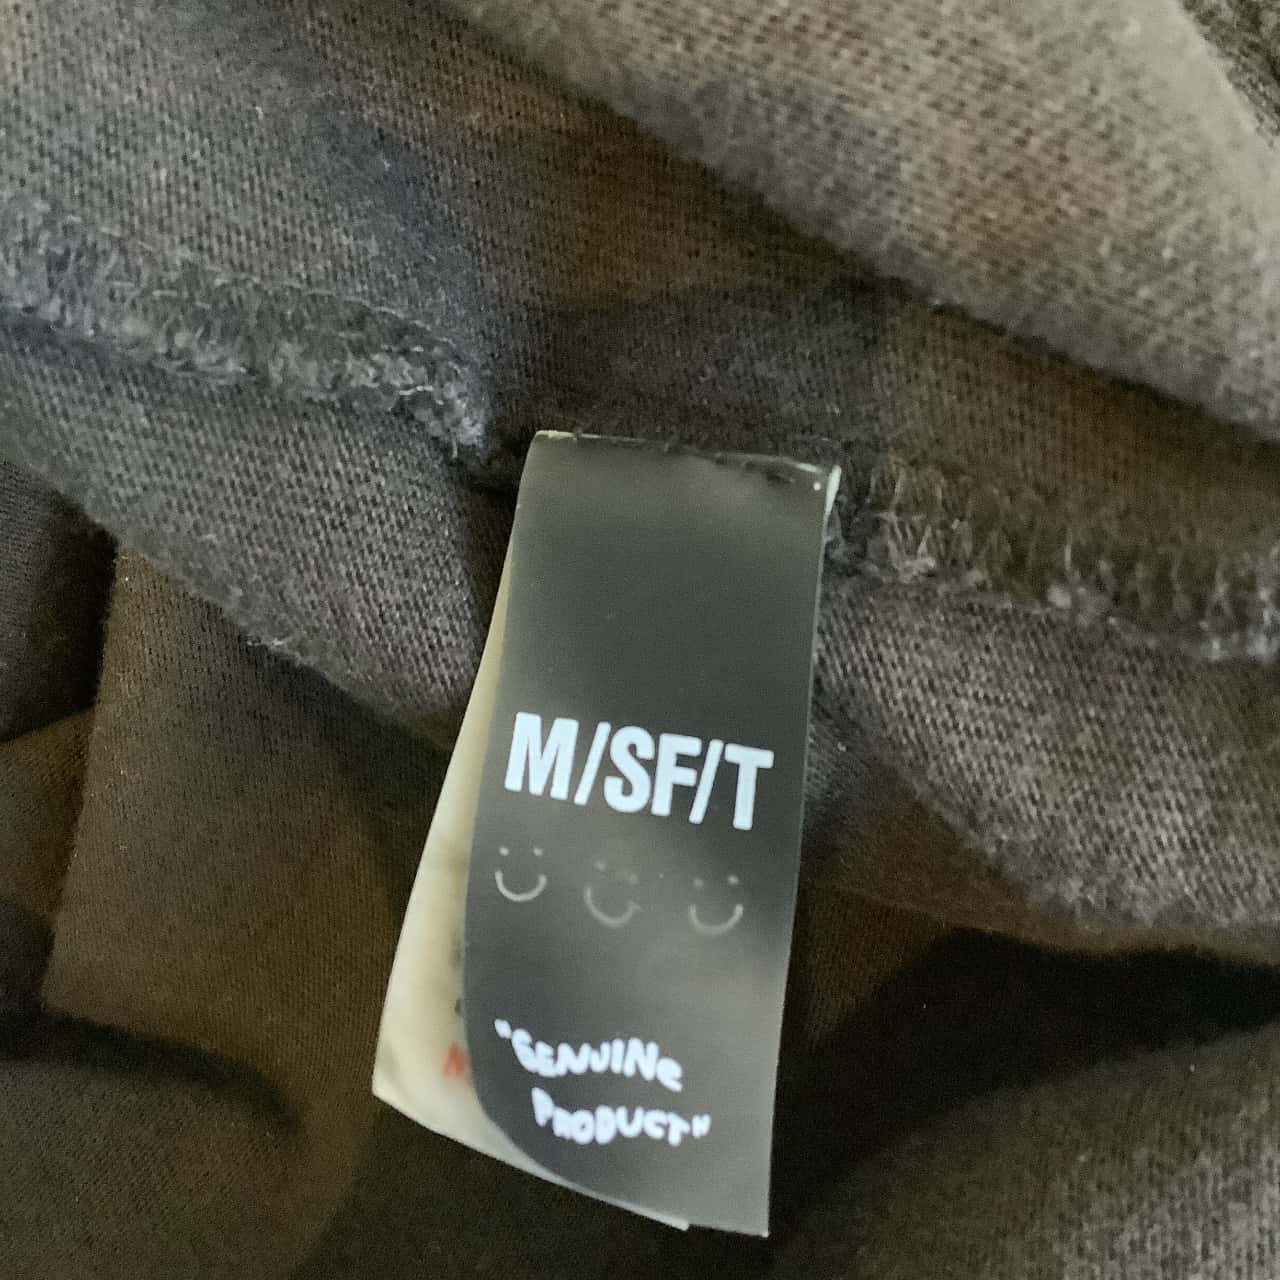 M/SF/T
"GENUINE
PRODUCT"